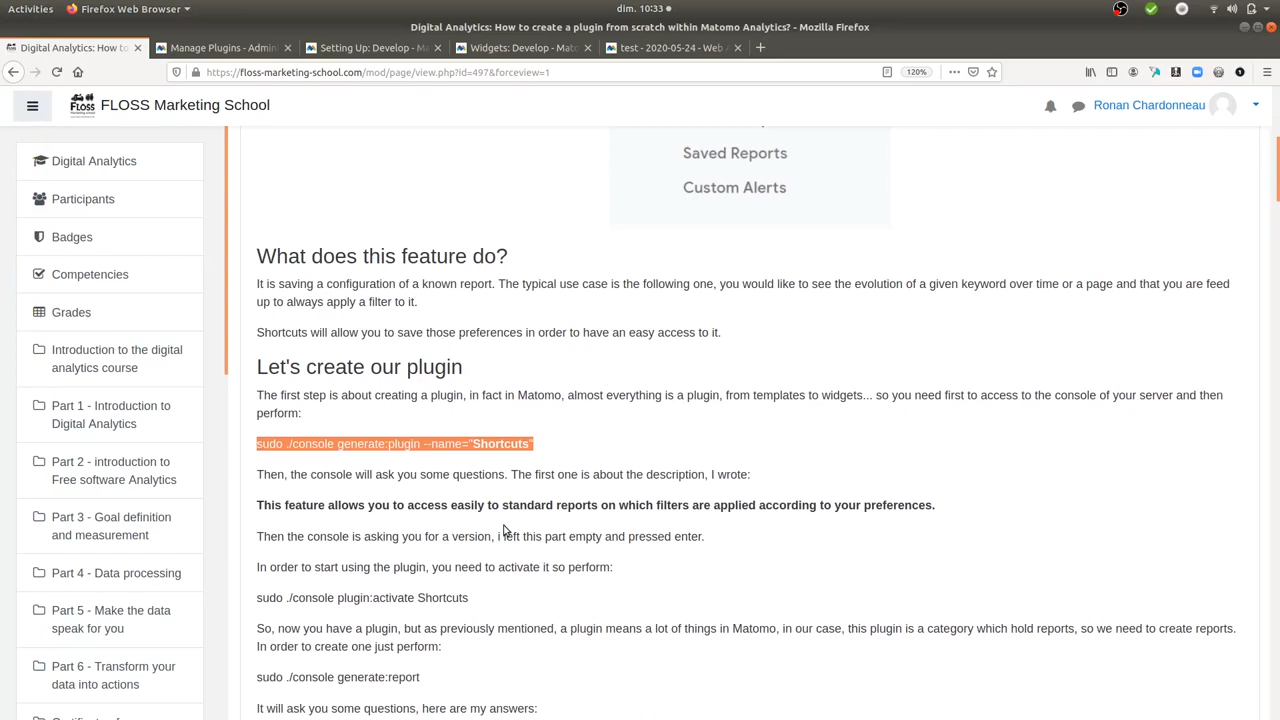 Activities
Firefox Web Browser
dim. 10:33
Digital Analytics: How to create a plugin from scratch within Matomo Analytics? - Mozilla Firefox
Digital Analytics: How to
Manage Plugins - Admin
Setting Up: Develop - Ma
Widgets: Develop - Mato
test - 2020-05-24 - Web A
https://floss-marketing-school.com/mod/page/view.php?id=497&forceview=1
120%
FLOSS Marketing School
Ronan Chardonneau
Digital Analytics
Participants
Badges
Competencies
Grades
Introduction to the digital
analytics course
Part 1 - Introduction to
Digital Analytics
Part 2 - introduction to
Free software Analytics
Part 3 - Goal definition
and measurement
Part 4 - Data processing
Part 5 - Make the data
speak for you
Part 6 - Transform your
data into actions
Saved Reports
Custom Alerts
What does this feature do?
It is saving a configuration of a known report. The typical use case is the following one, you would like to see the evolution of a given keyword over time or a page and that you are feed
up to always apply a filter to it.
Shortcuts will allow you to save those preferences in order to have an easy access to it.
Let's create our plugin
The first step is about creating a plugin, in fact in Matomo, almost everything is a plugin, from templates to widgets... so you need first to access to the console of your server and then
perform:
sudo ./console generate:plugin --name="Shortcuts"
Then, the console will ask you some questions. The first one is about the description, I wrote:
This feature allows you to access easily to standard reports on which filters are applied according to your preferences.
Then the console is asking you for a version, i left this part empty and pressed enter.
In order to start using the plugin, you need to activate it so perform:
sudo ./console plugin:activate Shortcuts
So, now you have a plugin, but as previously mentioned, a plugin means a lot of things in Matomo, in our case, this plugin is a category which hold reports, so we need to create reports.
In order to create one just perform:
sudo ./console generate:report
It will ask you some questions, here are my answers: